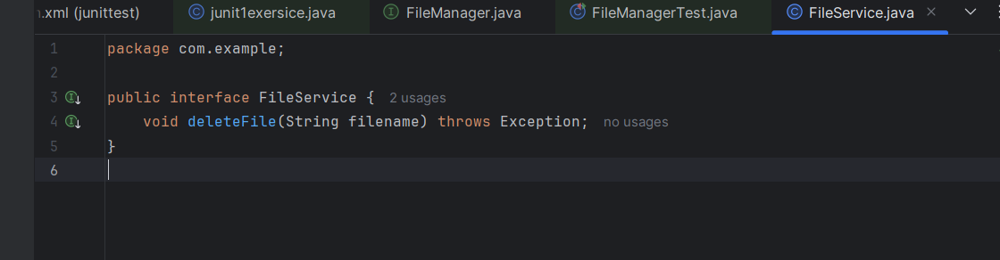 n.xml (junittest) junit1exersice.java FileManager.java FileManagerTest.java FileService.java
1 package com.example;
2
3 public interface FileService { 2 usages
4 void deleteFile(String filename) throws Exception; no usages
5 }
6